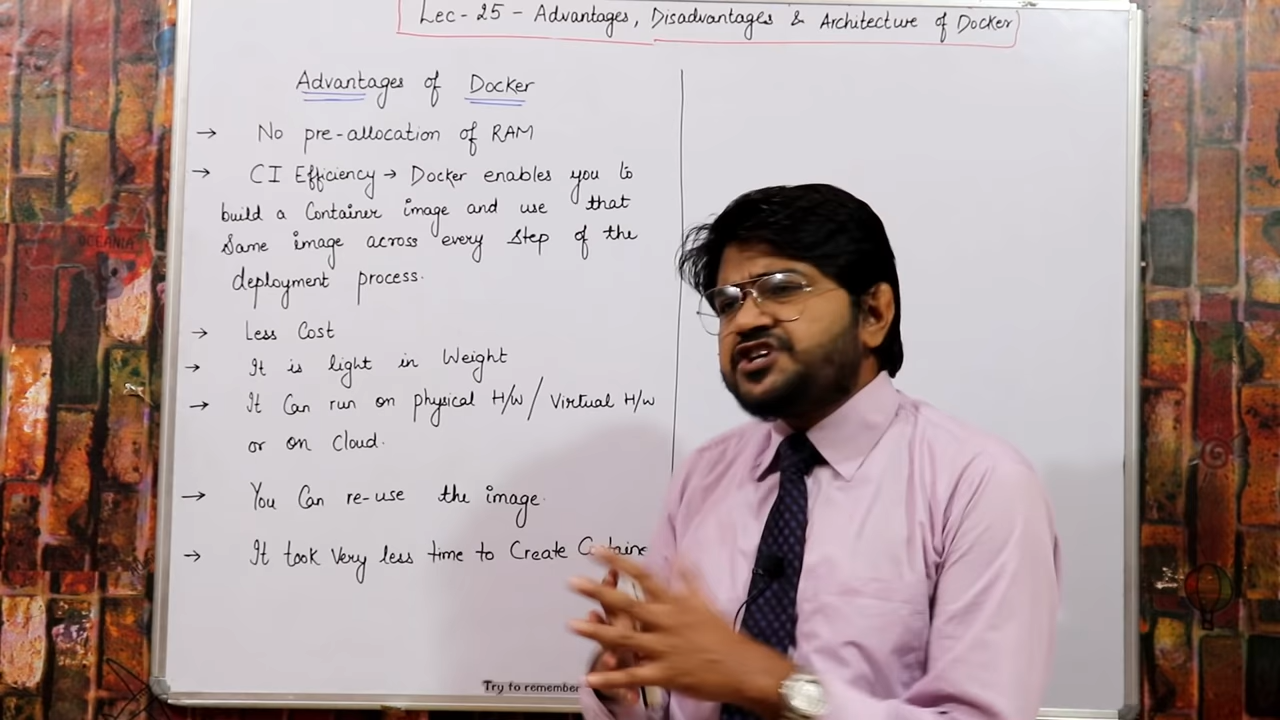 Lec-25 - Advantages, Disadvantages & Architecture of Docker
Advantages of Docker
→ No pre-allocation of RAM
→ CI Efficiency → Docker enables you to
build a Container image and use that
Same image across every step of the
deployment process.
→ Less Cost
→ It is light in Weight
→ It Can run on physical H/W / Virtual H/W
or on Cloud.
→ You Can re-use the image.
→ It took Very less time to Create
Try to remember
OCEANIA